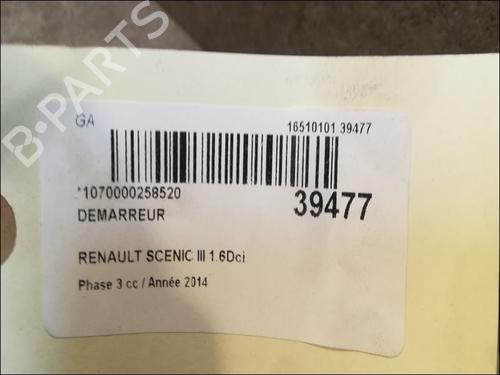 B-PARTS
GA
16510101 39477
*1070000258520
39477
DEMARREUR
RENAULT SCENIC III 1.6Dci
Phase 3 cc / Année 2014